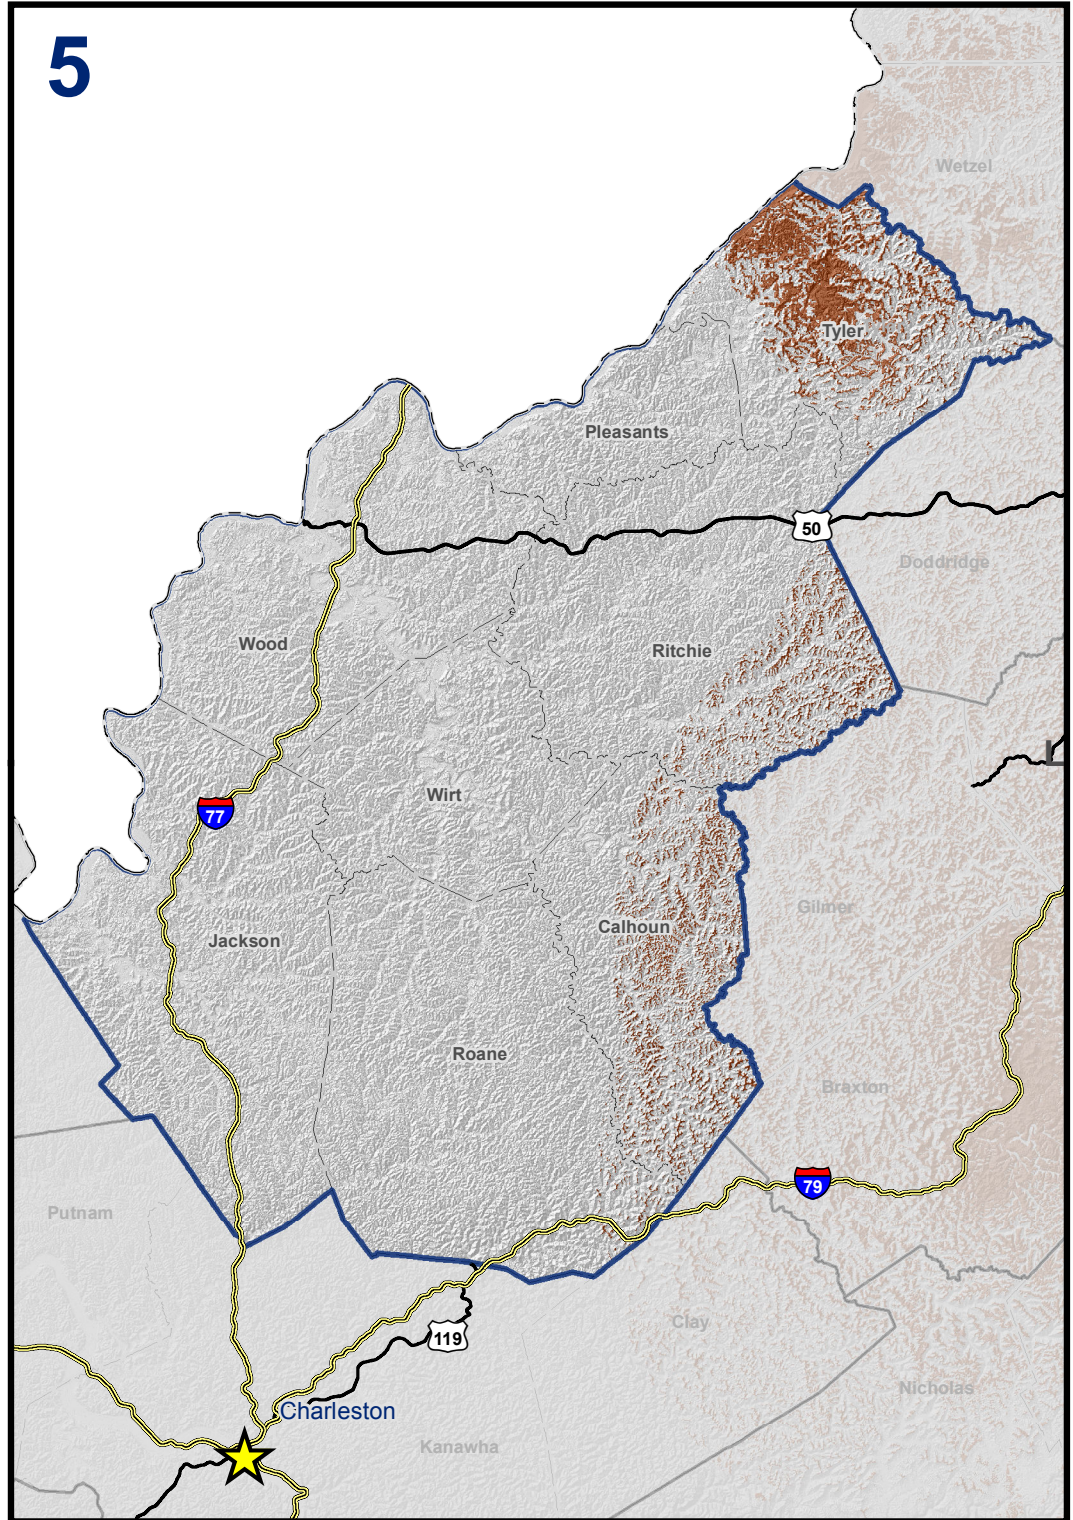 5
Wetzel
Tyler
Pleasants
50
Doddridge
Wood
Ritchie
L
Wirt
77
Gilmer
Calhoun
Jackson
Roane
Braxton
79
Putnam
Clay
119
Nicholas
Charleston
Kanawha